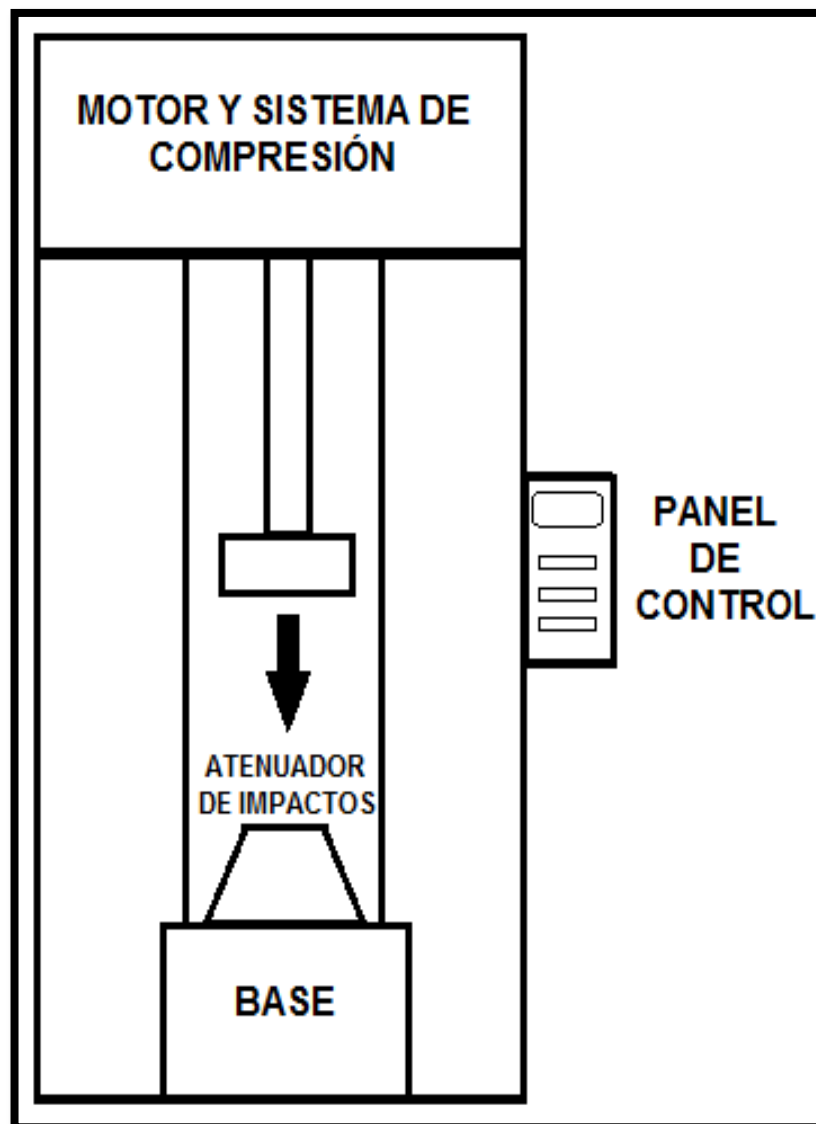 MOTOR Y SISTEMA DE
COMPRESIÓN
PANEL
DE
CONTROL
ATENUADOR
DE IMPACTOS
BASE